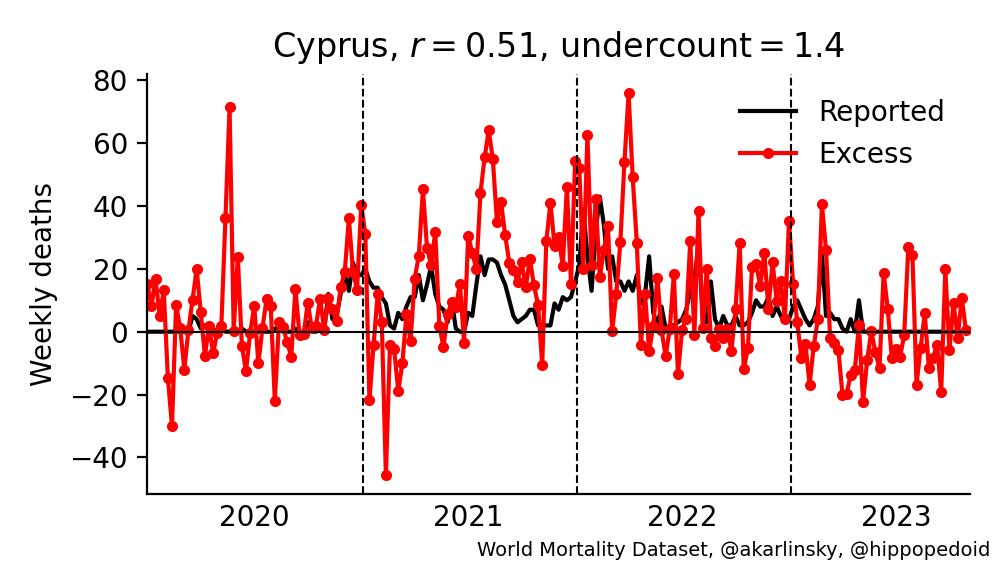 Cyprus, r = 0.51, undercount = 1.4
80
60
40
20
0
−20
−40
Weekly deaths
Reported
Excess
2020 2021 2022 2023
World Mortality Dataset, @akarlinsky, @hippopedoid